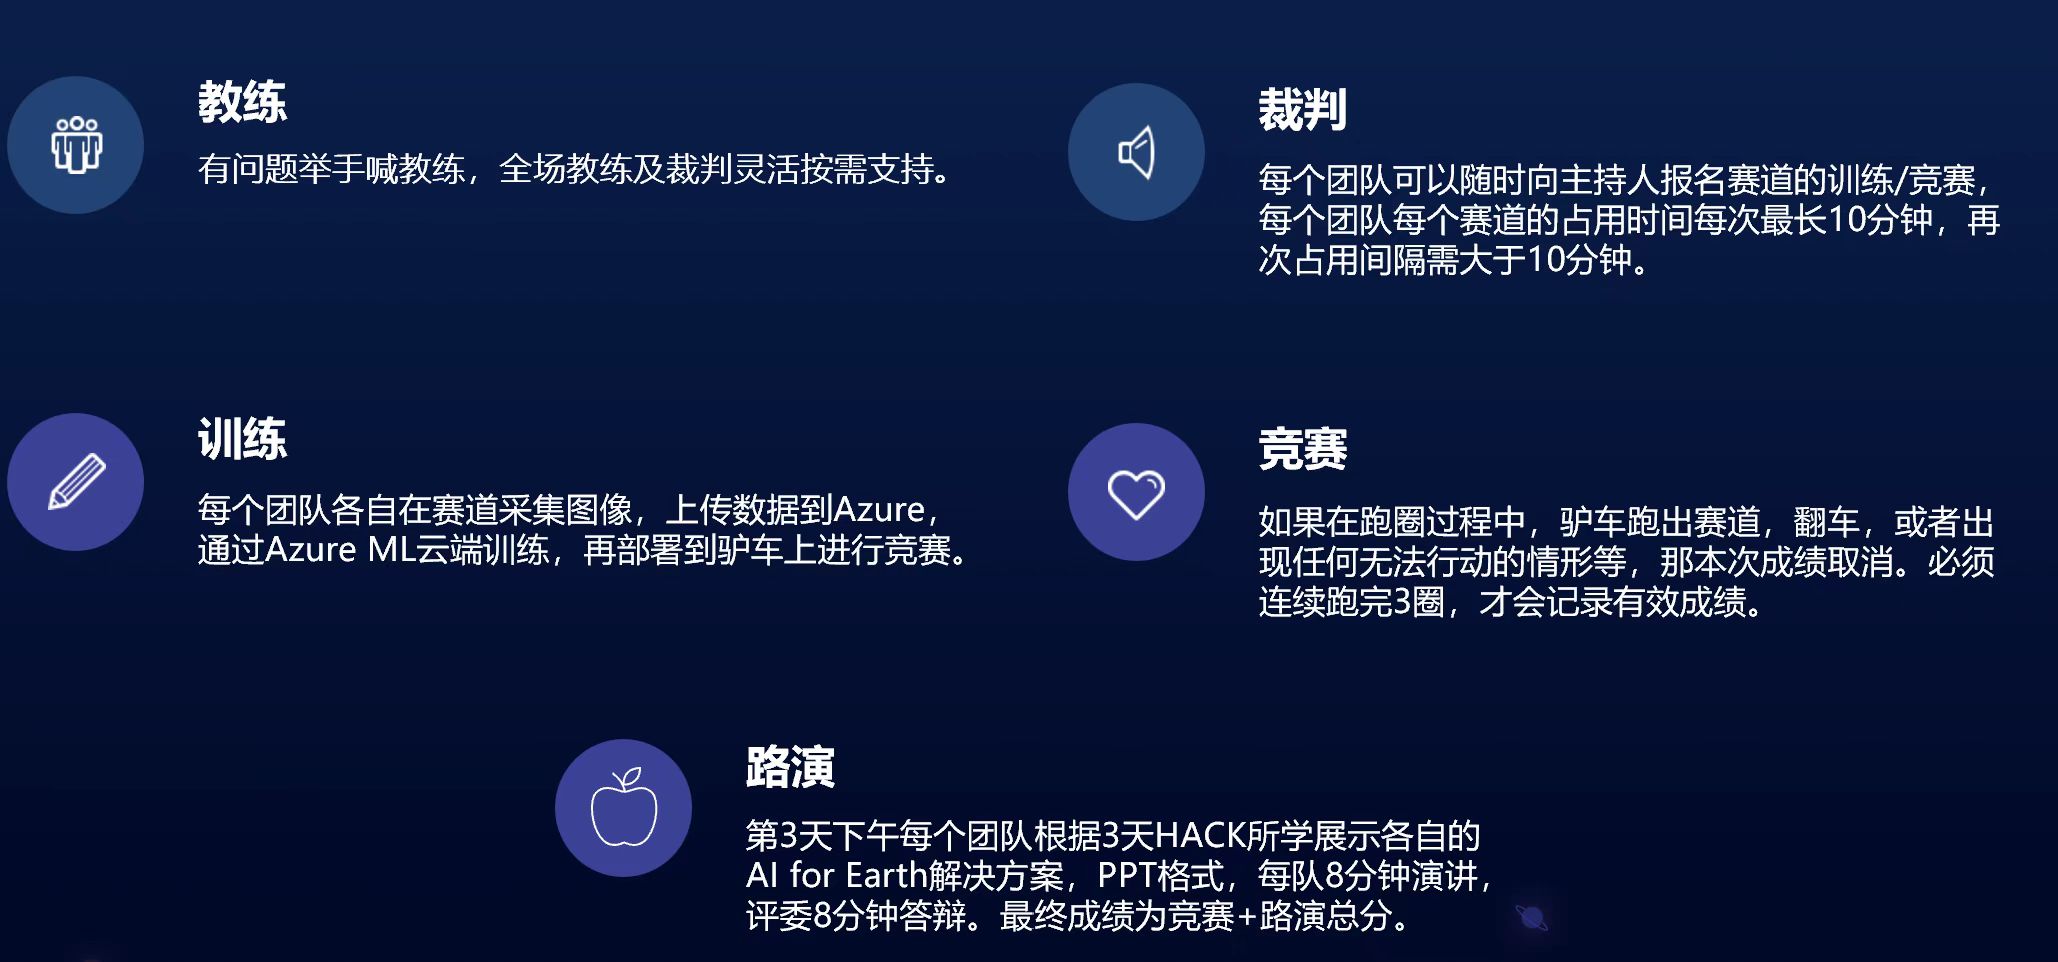 教练
有问题举手喊教练，全场教练及裁判灵活按需支持。
裁判
每个团队可以随时向主持人报名赛道的训练/竞赛，
每个团队每个赛道的占用时间每次最长10分钟，再
次占用间隔需大于10分钟。
训练
每个团队各自在赛道采集图像，上传数据到Azure，
通过Azure ML云端训练，再部署到驴车上进行竞赛。
竞赛
如果在跑圈过程中，驴车跑出赛道，翻车，或者出
现任何无法行动的情形等，那本次成绩取消。必须
连续跑完3圈，才会记录有效成绩。
路演
第3天下午每个团队根据3天HACK所学展示各自的
AI for Earth解决方案，PPT格式，每队8分钟演讲，
评委8分钟答辩。最终成绩为竞赛+路演总分。